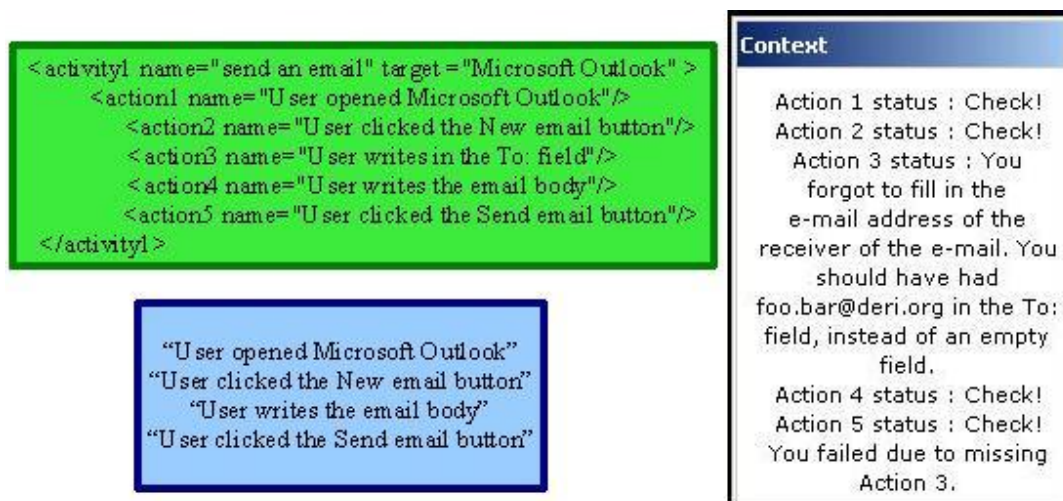 <activity1 name="send an email" target ="Microsoft Outlook" >
<action1 name="User opened Microsoft Outlook"/>
<action2 name="User clicked the New email button"/>
<action3 name="User writes in the To: field"/>
<action4 name="User writes the email body"/>
<action5 name="User clicked the Send email button"/>
</activity1>
“User opened Microsoft Outlook”
“User clicked the New email button”
“User writes the email body”
“User clicked the Send email button”
Context
Action 1 status : Check!
Action 2 status : Check!
Action 3 status : You
forgot to fill in the
e-mail address of the
receiver of the e-mail. You
should have had
foo.bar@deri.org in the To:
field, instead of an empty
field.
Action 4 status : Check!
Action 5 status : Check!
You failed due to missing
Action 3.